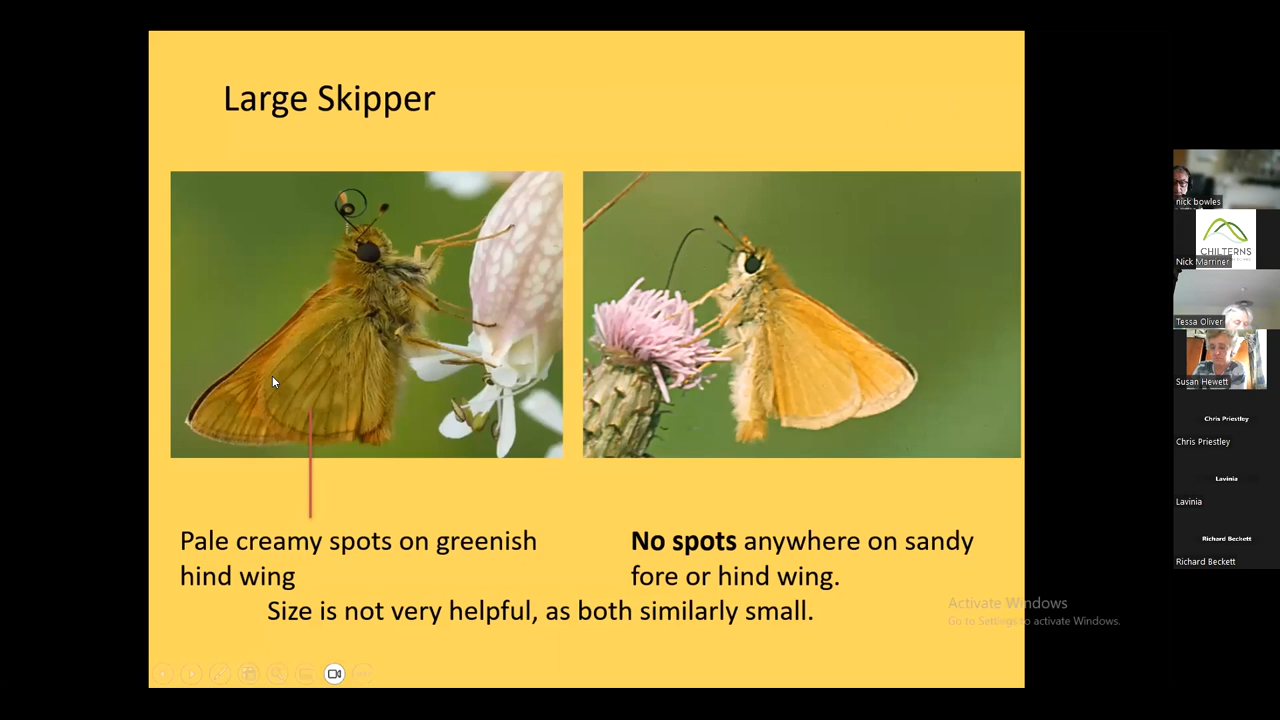 Large Skipper
Pale creamy spots on greenish
hind wing
No spots anywhere on sandy
fore or hind wing.
Size is not very helpful, as both similarly small.
Activate Windows
Go to Settings to activate Windows.
nick bowles
CHILTERNS
Nick Marriner
Tessa Oliver
Susan Hewett
Chris Priestley
Chris Priestley
Lavinia
Lavinia
Richard Beckett
Richard Beckett